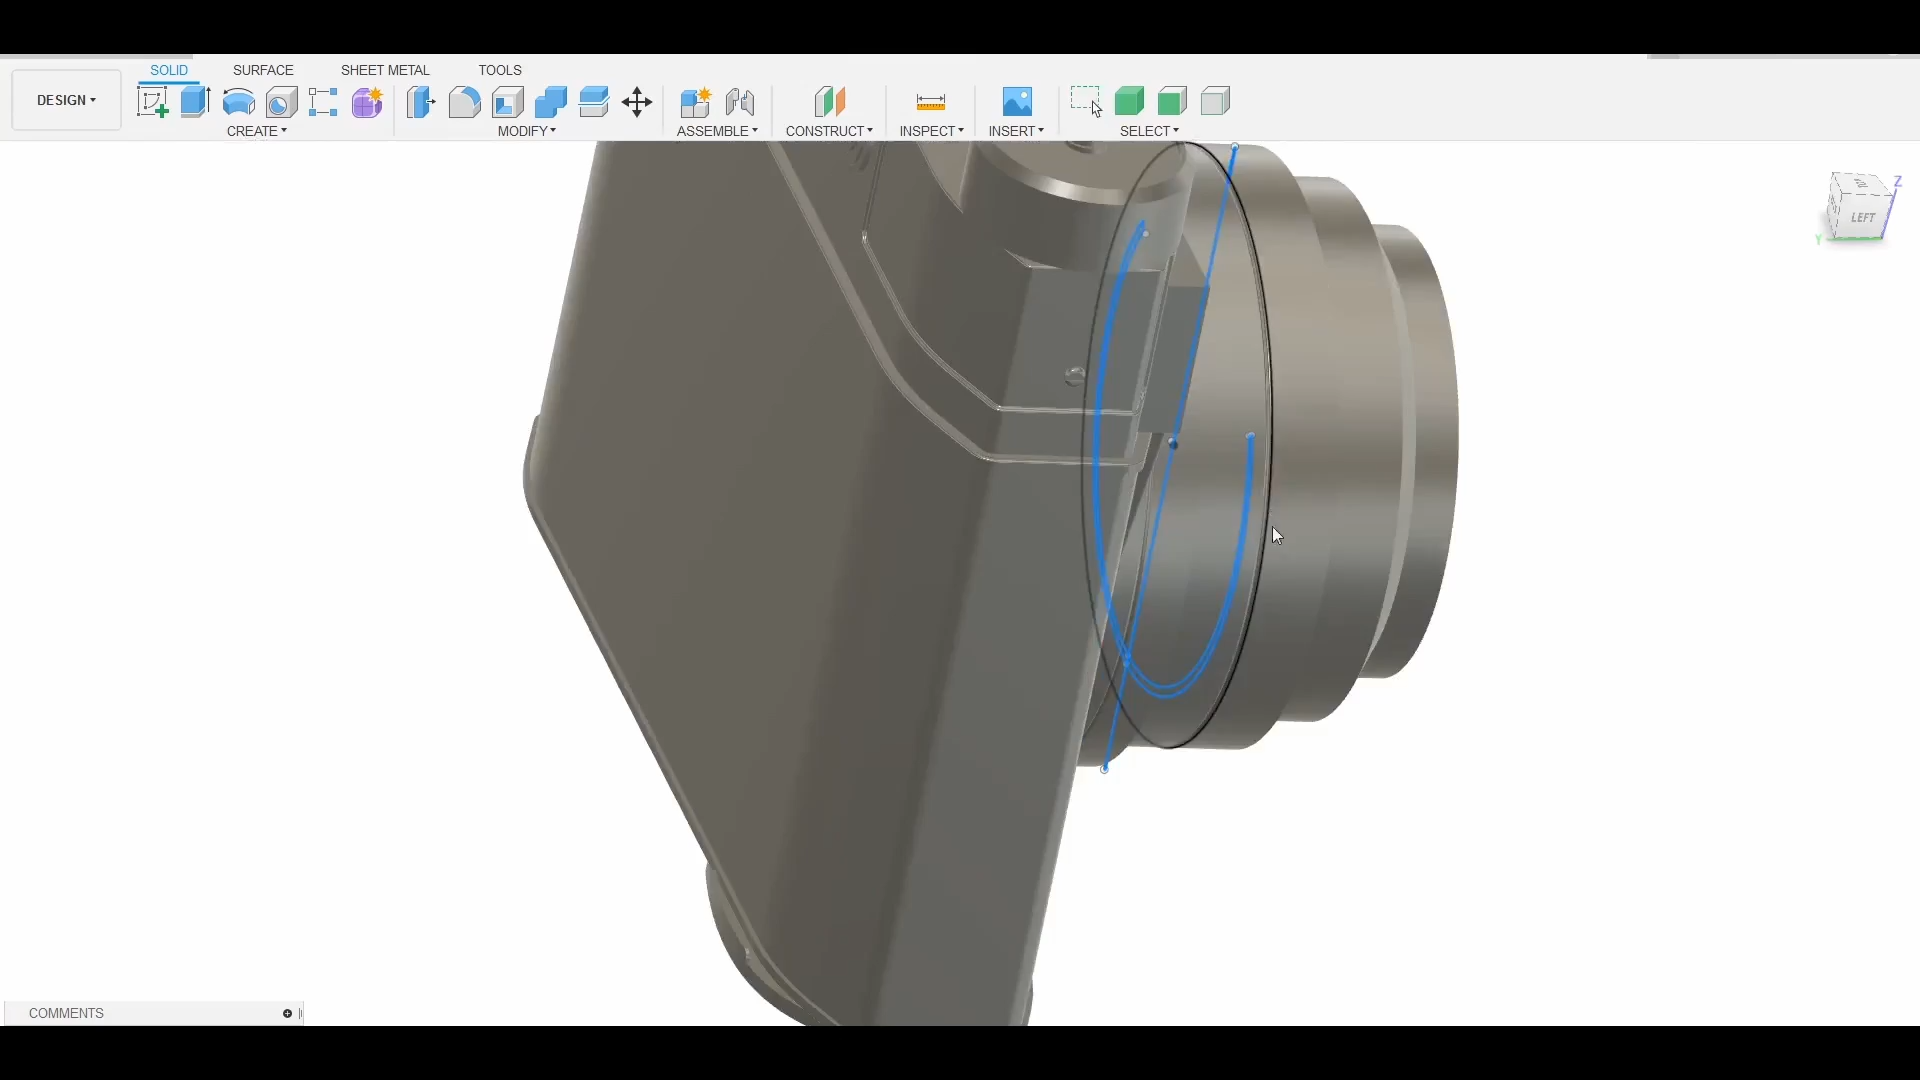 SOLID SURFACE SHEET METAL TOOLS
DESIGN
CREATE MODIFY ASSEMBLE CONSTRUCT INSPECT INSERT SELECT
Z
LEFT
Y
COMMENTS